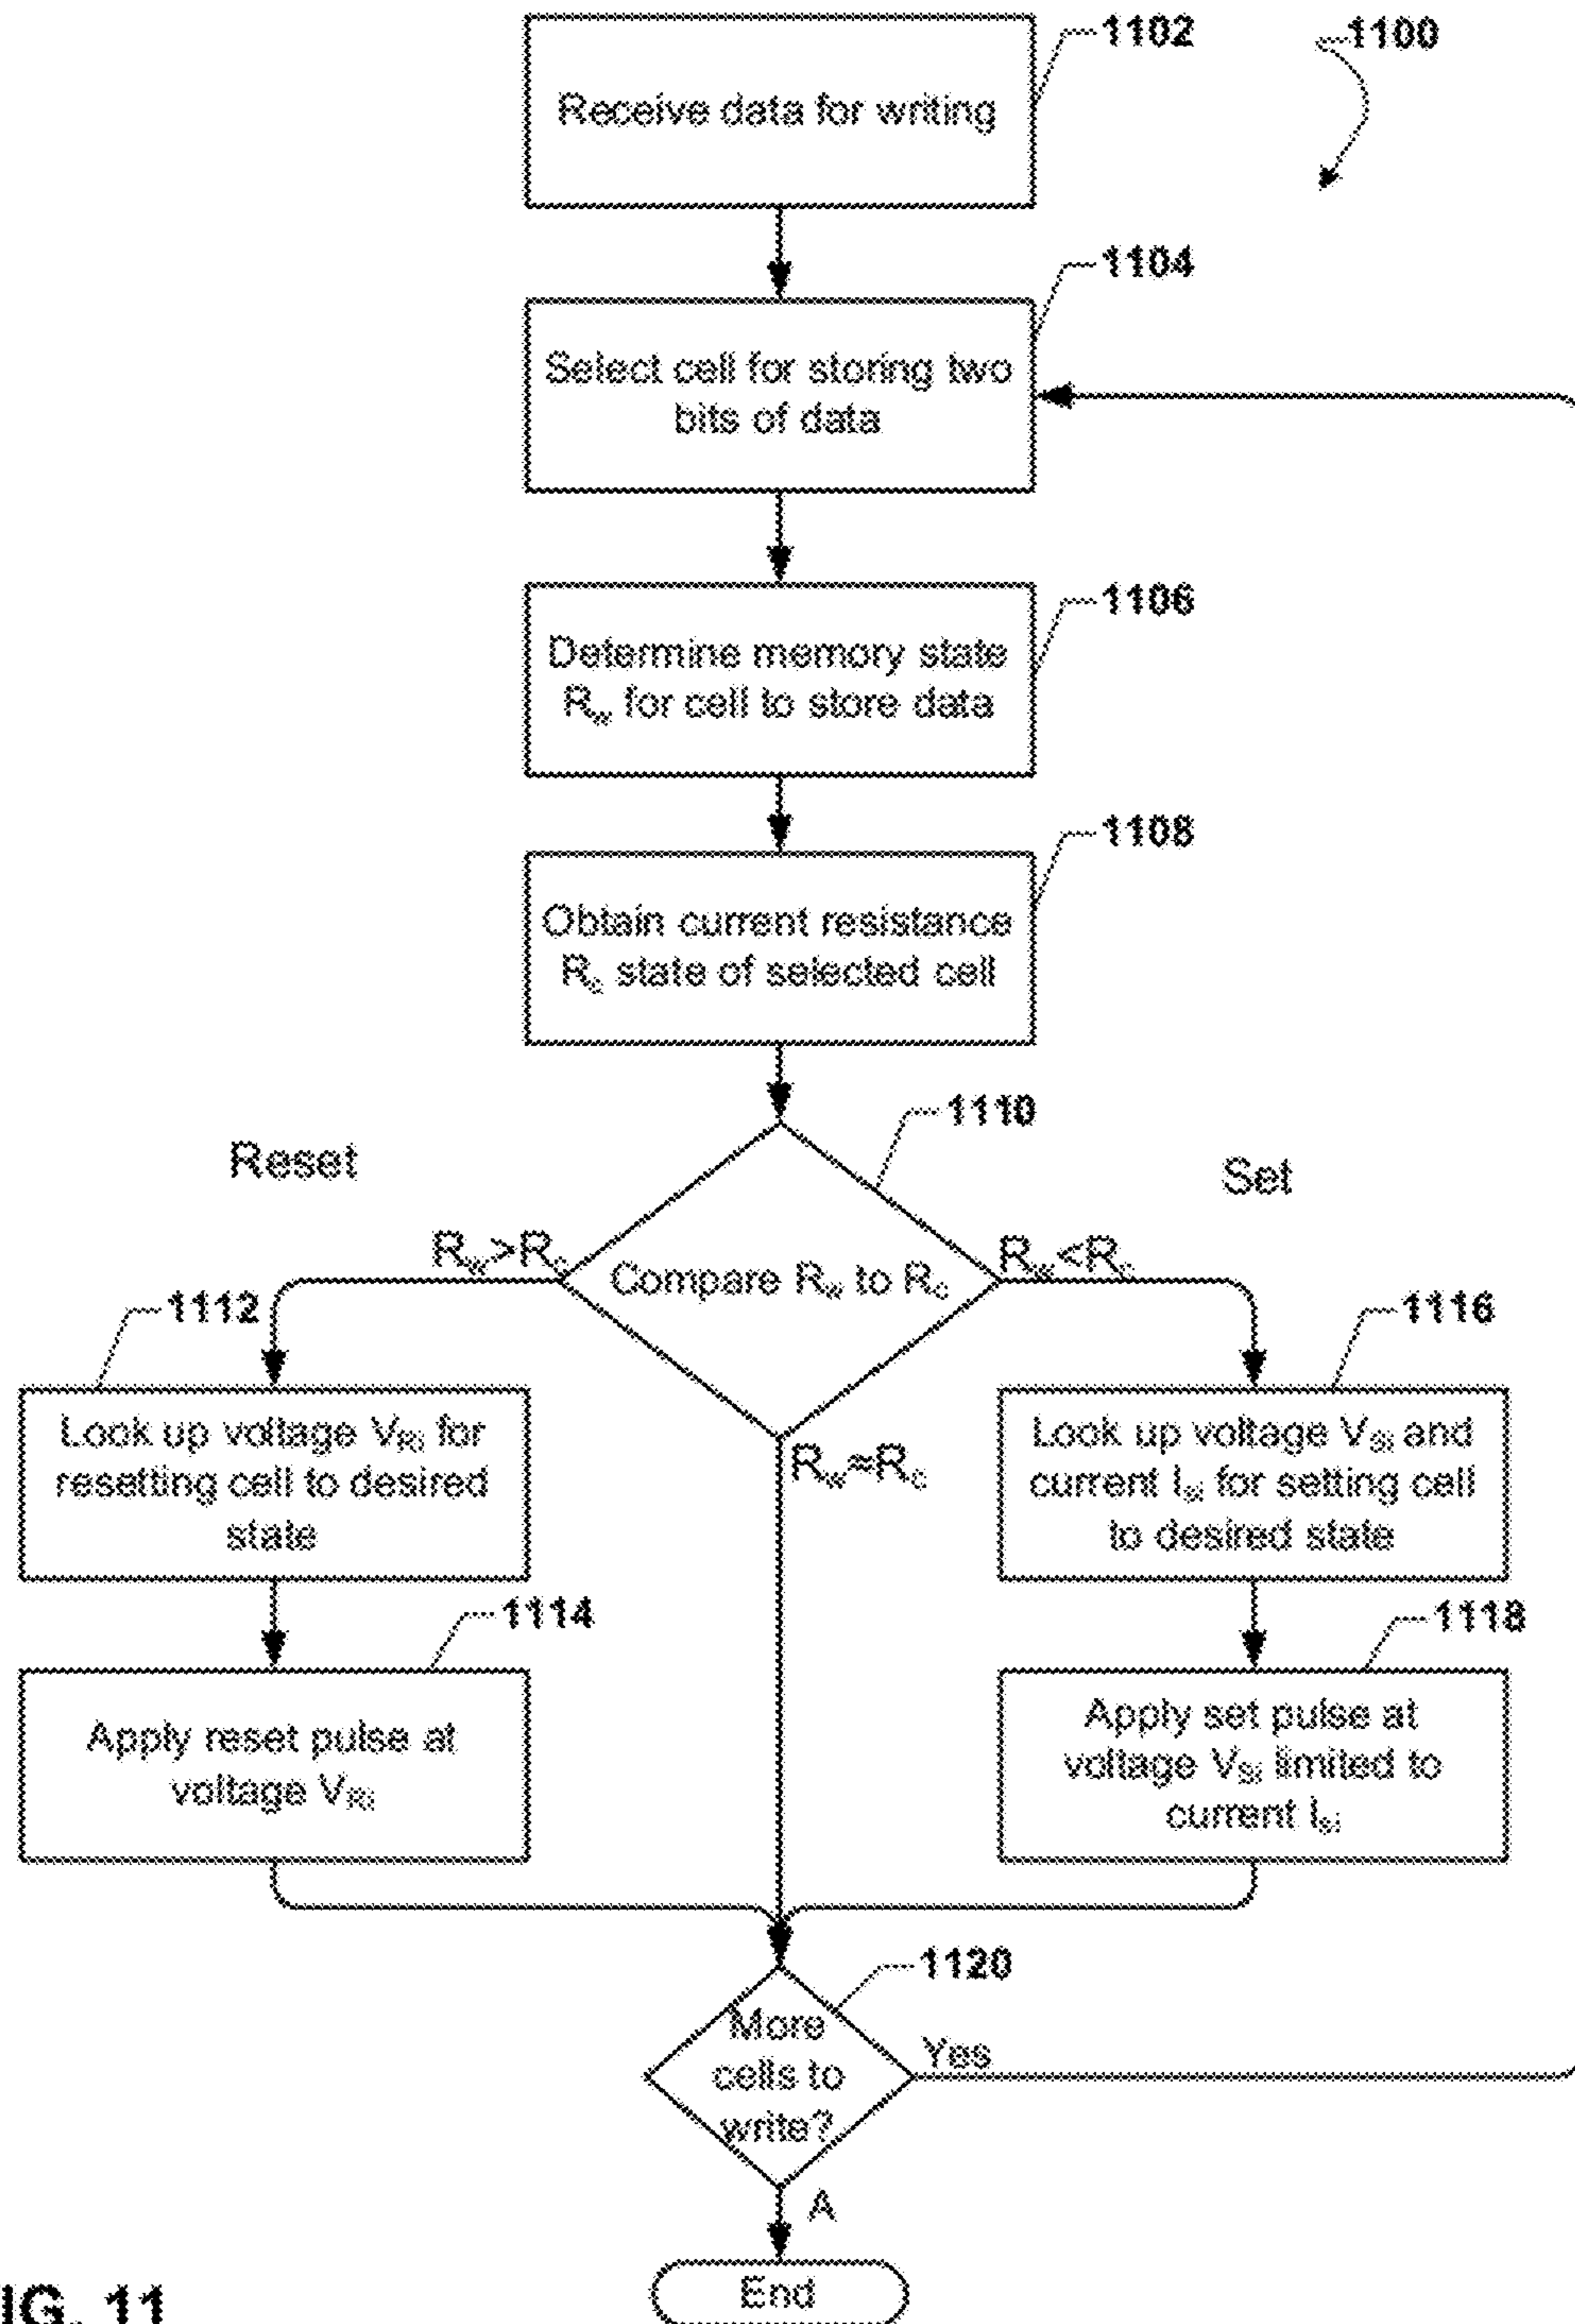 1102
1100
Receive data for writing
1104
Select cell for storing two
bits of data
1106
Determine memory state
Rw for cell to store data
1108
Obtain current resistance
Rc state of selected cell
1110
Reset
Set
Rw>Rc
Compare Rw to Rc
Rw<Rc
1112
1116
Look up voltage VRi for
resetting cell to desired
state
Rw≈Rc
Look up voltage VSi and
current Isi for setting cell
to desired state
1114
1118
Apply reset pulse at
voltage VRi
Apply set pulse at
voltage VSi limited to
current Isi
1120
More
cells to
write?
Yes
A
End
IG. 11